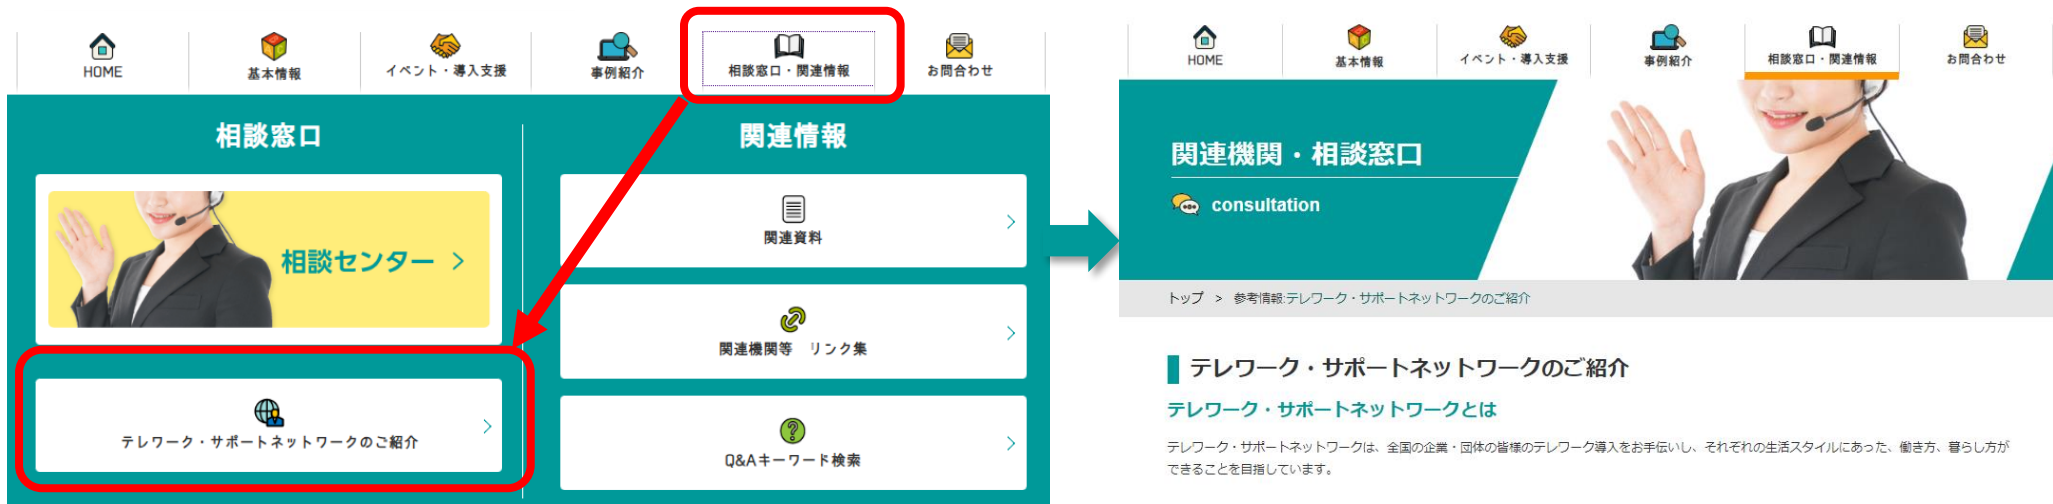 HOME
基本情報
イベント・導入支援
事例紹介
相談窓口・関連情報
お問合わせ
相談窓口
相談センター >
テレワーク・サポートネットワークのご紹介
関連情報
関連資料
関連機関等　リンク集
Q&Aキーワード検索
HOME
基本情報
イベント・導入支援
事例紹介
相談窓口・関連情報
お問合わせ
関連機関・相談窓口
consultation
トップ　>　参考情報:テレワーク・サポートネットワークのご紹介
テレワーク・サポートネットワークのご紹介
テレワーク・サポートネットワークとは
テレワーク・サポートネットワークは、全国の企業・団体の皆様のテレワーク導入をお手伝いし、それぞれの生活スタイルにあった、働き方、暮らし方が
できることを目指しています。